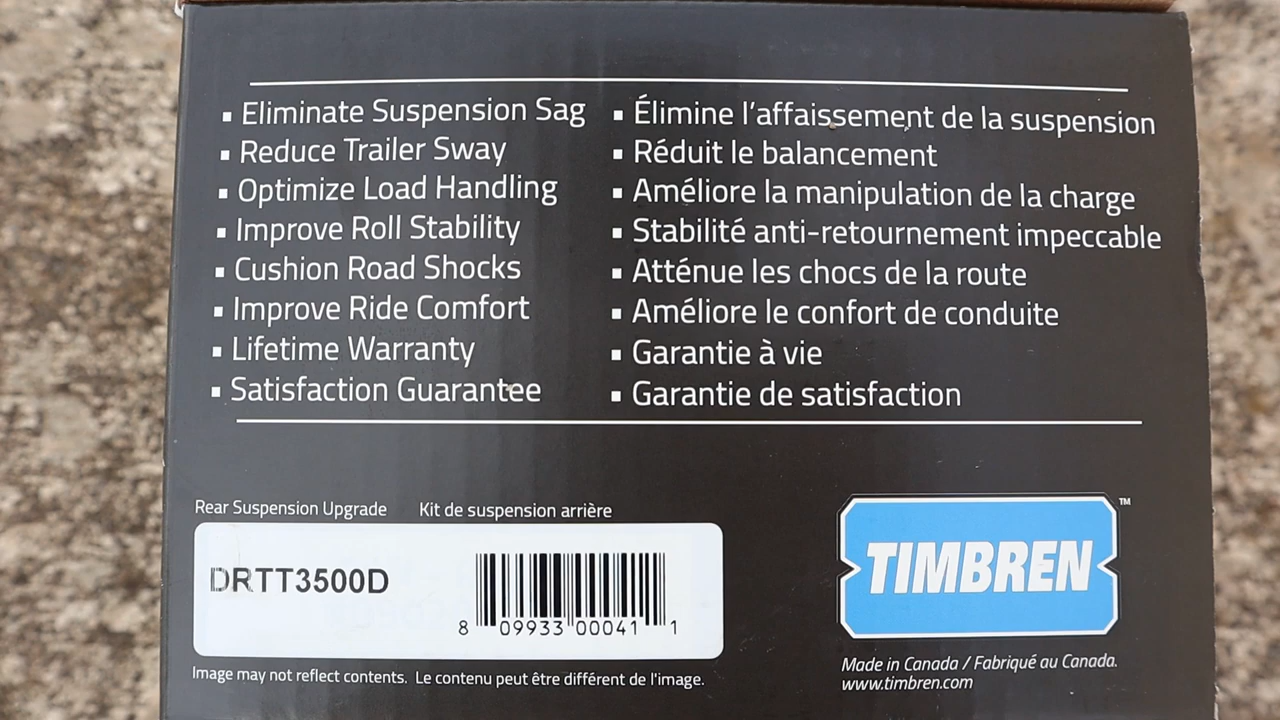 ▪ Eliminate Suspension Sag
▪ Reduce Trailer Sway
▪ Optimize Load Handling
▪ Improve Roll Stability
▪ Cushion Road Shocks
▪ Improve Ride Comfort
▪ Lifetime Warranty
▪ Satisfaction Guarantee
▪ Élimine l'affaissement de la suspension
▪ Réduit le balancement
▪ Améliore la manipulation de la charge
▪ Stabilité anti-retournement impeccable
▪ Atténue les chocs de la route
▪ Améliore le confort de conduite
▪ Garantie à vie
▪ Garantie de satisfaction
Rear Suspension Upgrade
Kit de suspension arrière
DRTT3500D
8 09933 00041 1
Image may not reflect contents. Le contenu peut être différent de l'image.
TIMBREN™
Made in Canada / Fabriqué au Canada.
www.timbren.com